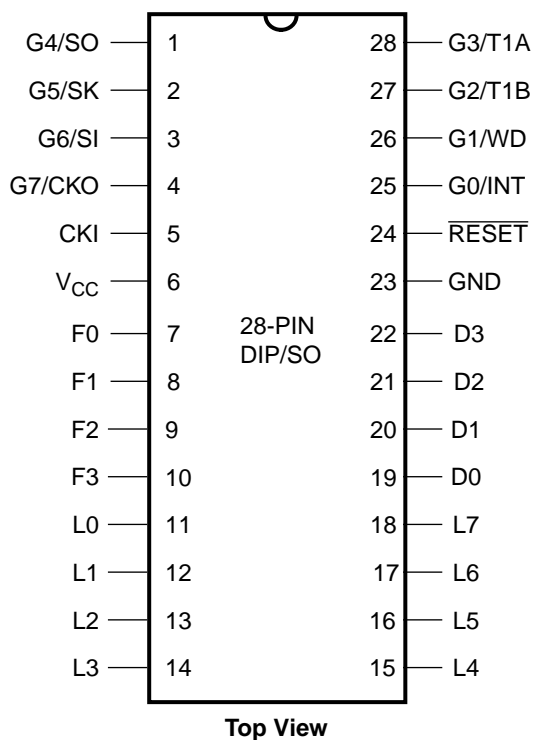 G4/SO 1 28 G3/T1A
G5/SK 2 27 G2/T1B
G6/SI 3 26 G1/WD
G7/CKO 4 25 G0/INT
CKI 5 24 R̅E̅S̅E̅T̅
V_CC 6 23 GND
F0 7 28-PIN 22 D3
DIP/SO
F1 8 21 D2
F2 9 20 D1
F3 10 19 D0
L0 11 18 L7
L1 12 17 L6
L2 13 16 L5
L3 14 15 L4
Top View